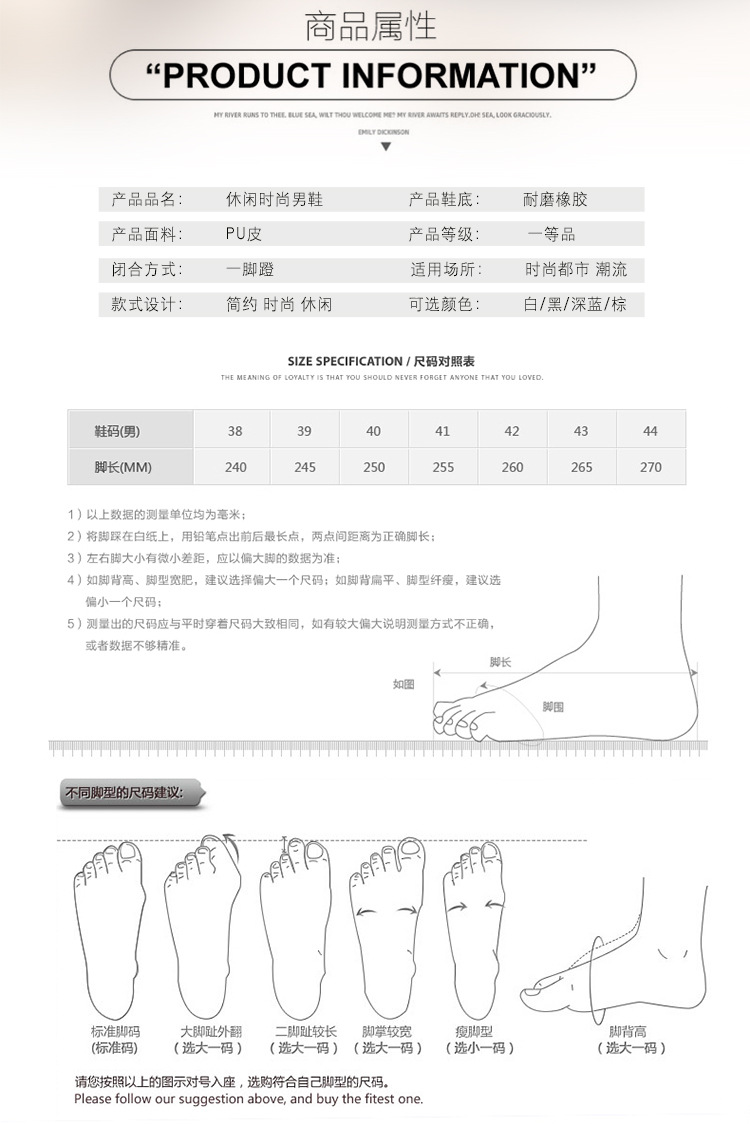 商品属性
“PRODUCT INFORMATION”
MY RIVER RUNS TO THEE. BLUE SEA, WILT THOU WELCOME ME? MY RIVER AWAITS REPLY.OH! SEA, LOOK GRACIOUSLY.
EMILY DICKINSON
产品品名： 休闲时尚男鞋 产品鞋底： 耐磨橡胶
产品面料： PU皮 产品等级： 一等品
闭合方式： 一脚蹬 适用场所： 时尚都市 潮流
款式设计： 简约 时尚 休闲 可选颜色： 白/黑/深蓝/棕
SIZE SPECIFICATION / 尺码对照表
THE MEANING OF LOYALTY IS THAT YOU SHOULD NEVER FORGET ANYONE THAT YOU LOVED.
鞋码(男) 38 39 40 41 42 43 44
脚长(MM) 240 245 250 255 260 265 270
1）以上数据的测量单位均为毫米；
2）将脚踩在白纸上，用铅笔点出前后最长点，两点间距离为正确脚长；
3）左右脚大小有微小差距，应以偏大脚的数据为准；
4）如脚背高、脚型宽肥，建议选择偏大一个尺码；如脚背扁平、脚型纤瘦，建议选
偏小一个尺码；
5）测量出的尺码应与平时穿着尺码大致相同，如有较大偏大说明测量方式不正确，
或者数据不够精准。
脚长
如图
脚围
不同脚型的尺码建议:
标准脚码 大脚趾外翻 二脚趾较长 脚掌较宽 瘦脚型 脚背高
(标准码) （选大一码） （选大一码） （选大一码） （选小一码） （选大一码）
请您按照以上的图示对号入座，选购符合自己脚型的尺码。
Please follow our suggestion above, and buy the fitest one.